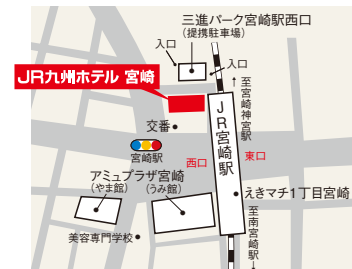 三進パーク宮崎駅西口
(提携駐車場)
入口
入口
JR九州ホテル 宮崎
↑至宮崎神宮駅
交番
JR宮崎駅
宮崎駅
西口
東口
アミュプラザ宮崎
(やま館)
(うみ館)
えきマチ1丁目宮崎
美容専門学校
至南宮崎駅↓